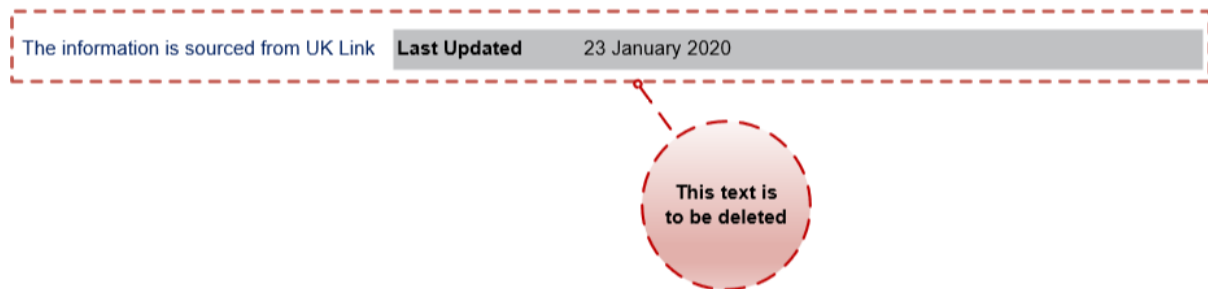 The information is sourced from UK Link Last Updated 23 January 2020
This text is
to be deleted